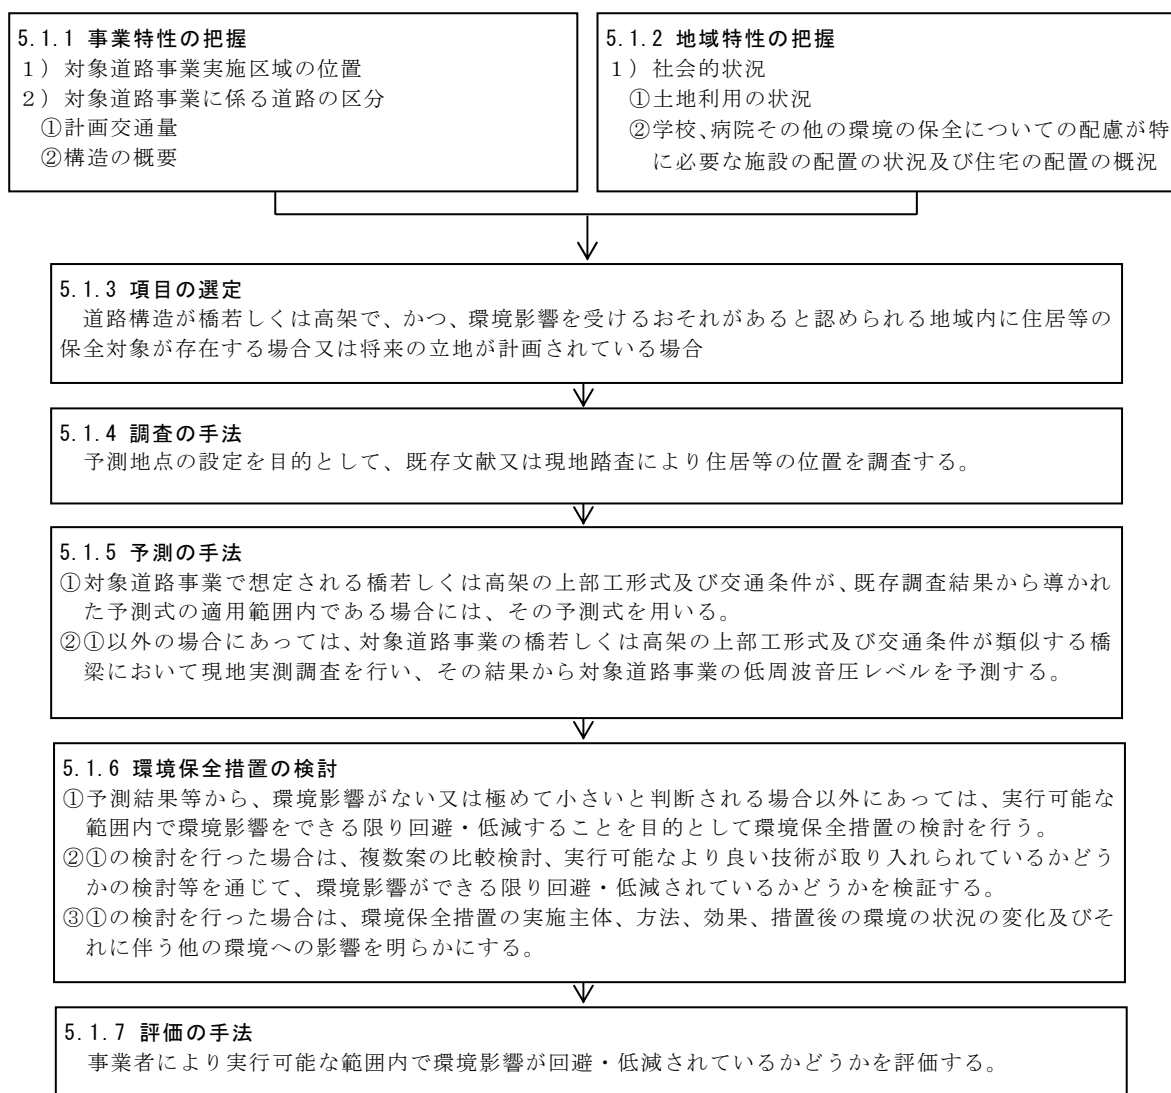 5.1.1 事業特性の把握
1）対象道路事業実施区域の位置
2）対象道路事業に係る道路の区分
①計画交通量
②構造の概要
5.1.2 地域特性の把握
1）社会的状況
①土地利用の状況
②学校、病院その他の環境の保全についての配慮が特
に必要な施設の配置の状況及び住宅の配置の概況
5.1.3 項目の選定
道路構造が橋若しくは高架で、かつ、環境影響を受けるおそれがあると認められる地域内に住居等の
保全対象が存在する場合又は将来の立地が計画されている場合
5.1.4 調査の手法
予測地点の設定を目的として、既存文献又は現地踏査により住居等の位置を調査する。
5.1.5 予測の手法
①対象道路事業で想定される橋若しくは高架の上部工形式及び交通条件が、既存調査結果から導かれ
た予測式の適用範囲内である場合には、その予測式を用いる。
②①以外の場合にあっては、対象道路事業の橋若しくは高架の上部工形式及び交通条件が類似する橋
梁において現地実測調査を行い、その結果から対象道路事業の低周波音圧レベルを予測する。
5.1.6 環境保全措置の検討
①予測結果等から、環境影響がない又は極めて小さいと判断される場合以外にあっては、実行可能な
範囲内で環境影響をできる限り回避・低減することを目的として環境保全措置の検討を行う。
②①の検討を行った場合は、複数案の比較検討、実行可能なより良い技術が取り入れられているかどう
かの検討等を通じて、環境影響ができる限り回避・低減されているかどうかを検証する。
③①の検討を行った場合は、環境保全措置の実施主体、方法、効果、措置後の環境の状況の変化及びそ
れに伴う他の環境への影響を明らかにする。
5.1.7 評価の手法
事業者により実行可能な範囲内で環境影響が回避・低減されているかどうかを評価する。